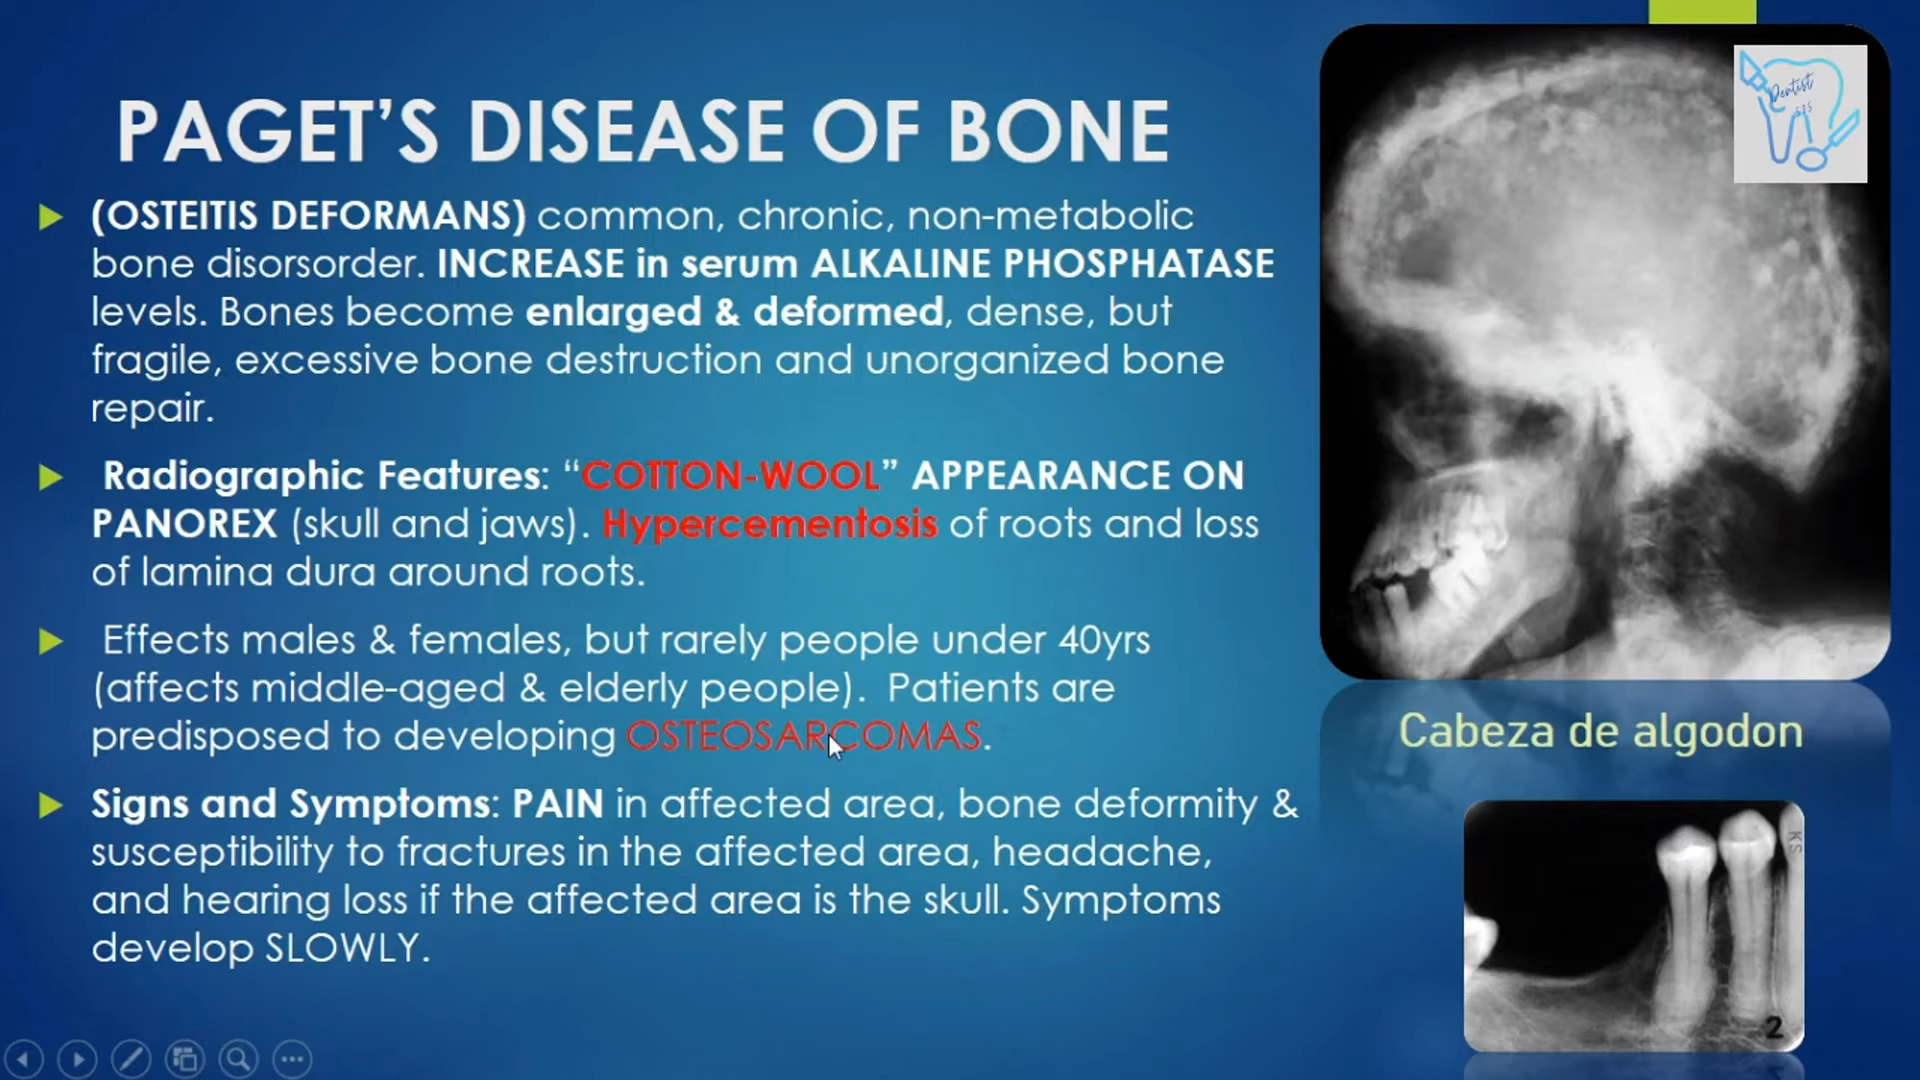 PAGET'S DISEASE OF BONE
(OSTEITIS DEFORMANS) common, chronic, non-metabolic
bone disorsorder. INCREASE in serum ALKALINE PHOSPHATASE
levels. Bones become enlarged & deformed, dense, but
fragile, excessive bone destruction and unorganized bone
repair.
Radiographic Features: “COTTON-WOOL” APPEARANCE ON
PANOREX (skull and jaws). Hypercementosis of roots and loss
of lamina dura around roots.
Effects males & females, but rarely people under 40yrs
(affects middle-aged & elderly people). Patients are
predisposed to developing OSTEOSARCOMAS.
Signs and Symptoms: PAIN in affected area, bone deformity &
susceptibility to fractures in the affected area, headache,
and hearing loss if the affected area is the skull. Symptoms
develop SLOWLY.
Dentist
Cabeza de algodon
KS
2